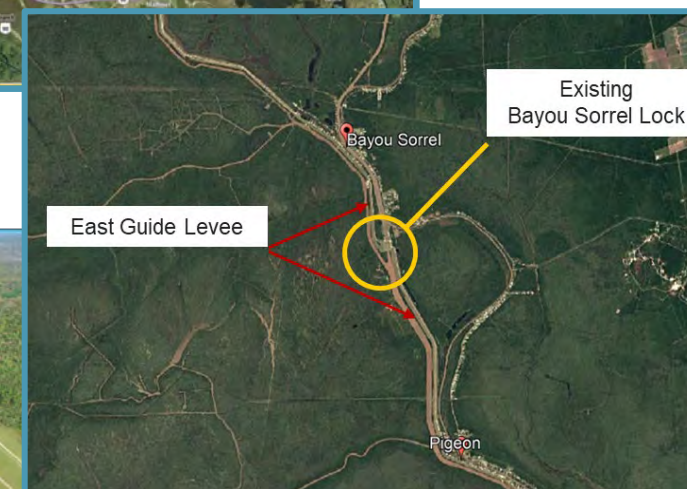 Existing
Bayou Sorrel Lock
Bayou Sorrel
East Guide Levee
Pigeon